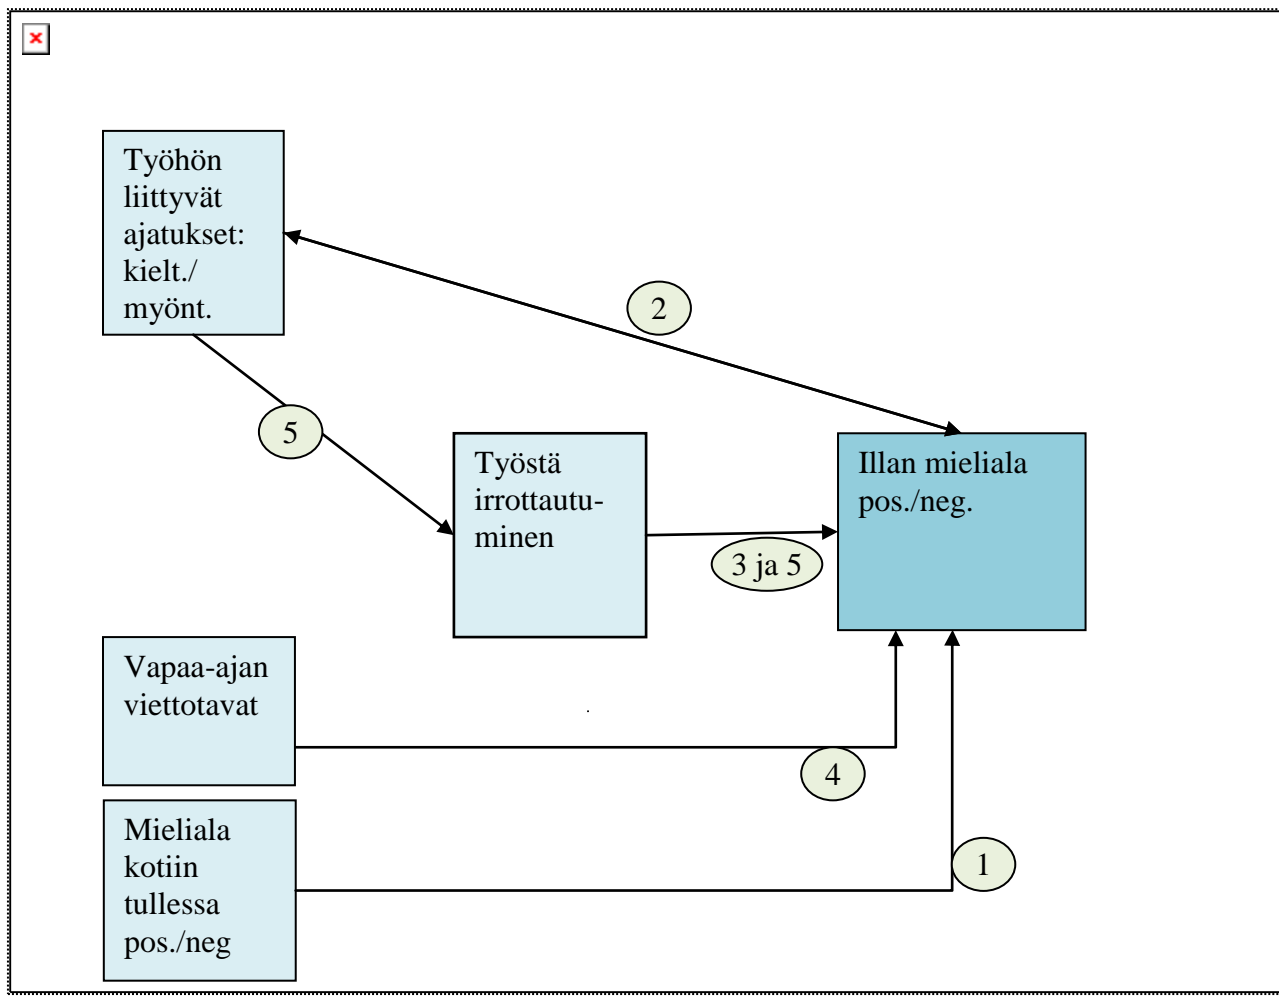 Työhön
liittyvät
ajatukset:
kielt./
myönt.
2
5
Työstä
irrottautu-
minen
3 ja 5
Illan mieliala
pos./neg.
Vapaa-ajan
viettotavat
4
Mieliala
kotiin
tullessa
pos./neg
1